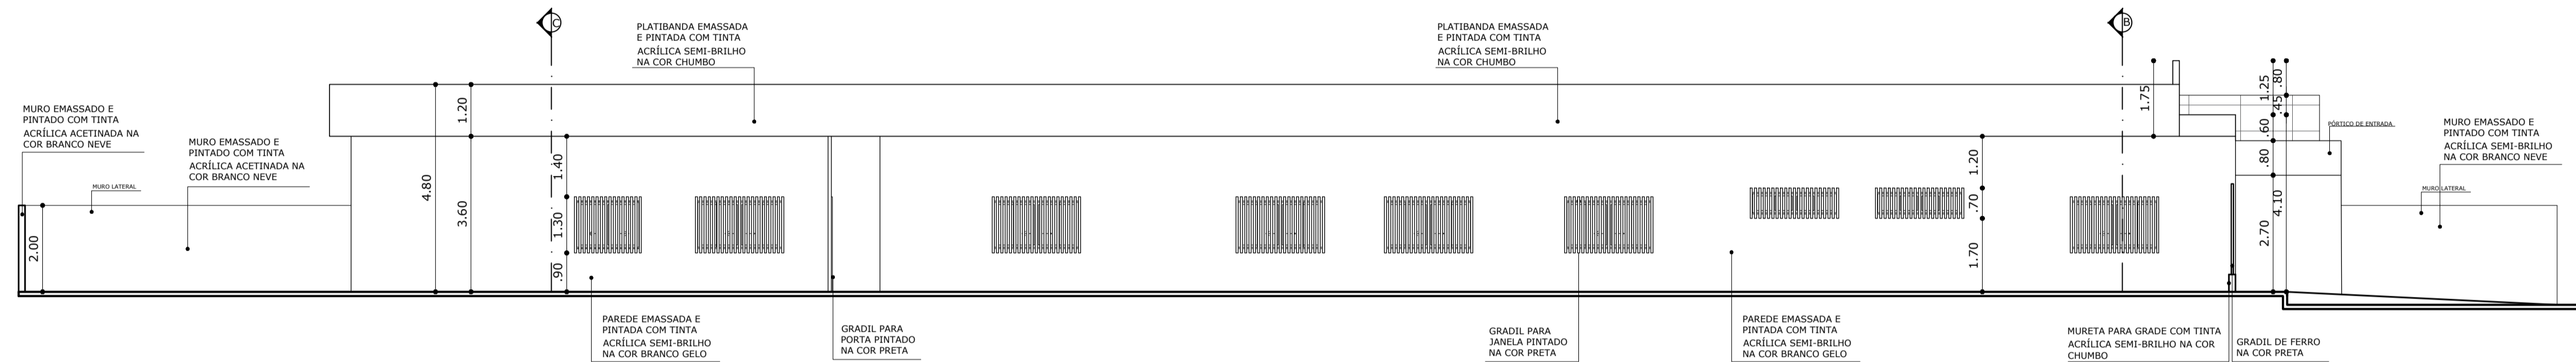 C
B
PLATIBANDA EMASSADA
E PINTADA COM TINTA
ACRÍLICA SEMI-BRILHO
NA COR CHUMBO
PLATIBANDA EMASSADA
E PINTADA COM TINTA
ACRÍLICA SEMI-BRILHO
NA COR CHUMBO
MURO EMASSADO E
PINTADO COM TINTA
ACRÍLICA ACETINADA NA
COR BRANCO NEVE
MURO EMASSADO E
PINTADO COM TINTA
ACRÍLICA ACETINADA NA
COR BRANCO NEVE
MURO LATERAL
2.00
4.80
1.20
3.60
1.40
1.30
.90
1.20
.70
1.70
1.75
1.25
.80
.45
.60
.80
4.10
2.70
PÓRTICO DE ENTRADA
MURO EMASSADO E
PINTADO COM TINTA
ACRÍLICA SEMI-BRILHO
NA COR BRANCO NEVE
MURO LATERAL
PAREDE EMASSADA E
PINTADA COM TINTA
ACRÍLICA SEMI-BRILHO
NA COR BRANCO GELO
GRADIL PARA
PORTA PINTADO
NA COR PRETA
GRADIL PARA
JANELA PINTADO
NA COR PRETA
PAREDE EMASSADA E
PINTADA COM TINTA
ACRÍLICA SEMI-BRILHO
NA COR BRANCO GELO
MURETA PARA GRADE COM TINTA
ACRÍLICA SEMI-BRILHO NA COR
CHUMBO
GRADIL DE FERRO
NA COR PRETA